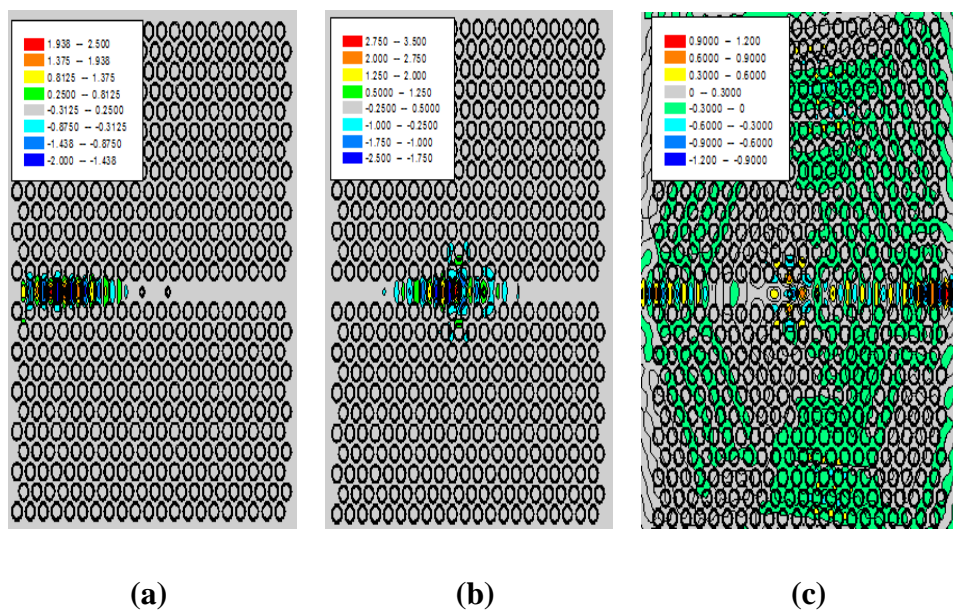 1.938 -- 2.500
1.375 -- 1.938
0.8125 -- 1.375
0.2500 -- 0.8125
-0.3125 -- 0.2500
-0.8750 -- -0.3125
-1.438 -- -0.8750
-2.000 -- -1.438
2.750 -- 3.500
2.000 -- 2.750
1.250 -- 2.000
0.5000 -- 1.250
-0.2500 -- 0.5000
-1.000 -- -0.2500
-1.750 -- -1.000
-2.500 -- -1.750
0.9000 -- 1.200
0.6000 -- 0.9000
0.3000 -- 0.6000
0 -- 0.3000
-0.3000 -- 0
-0.6000 -- -0.3000
-0.9000 -- -0.6000
-1.200 -- -0.9000
(a)
(b)
(c)